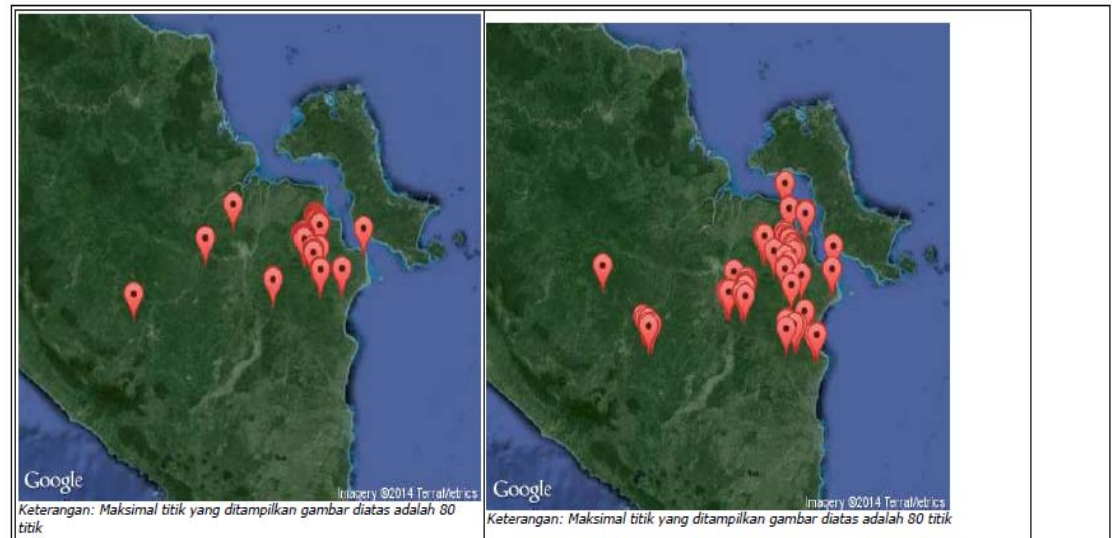 Google
Imagery ©2014 TerraMetrics
Keterangan: Maksimal titik yang ditampilkan gambar diatas adalah 80
titik
Google
Imagery ©2014 TerraMetrics
Keterangan: Maksimal titik yang ditampilkan gambar diatas adalah 80 titik